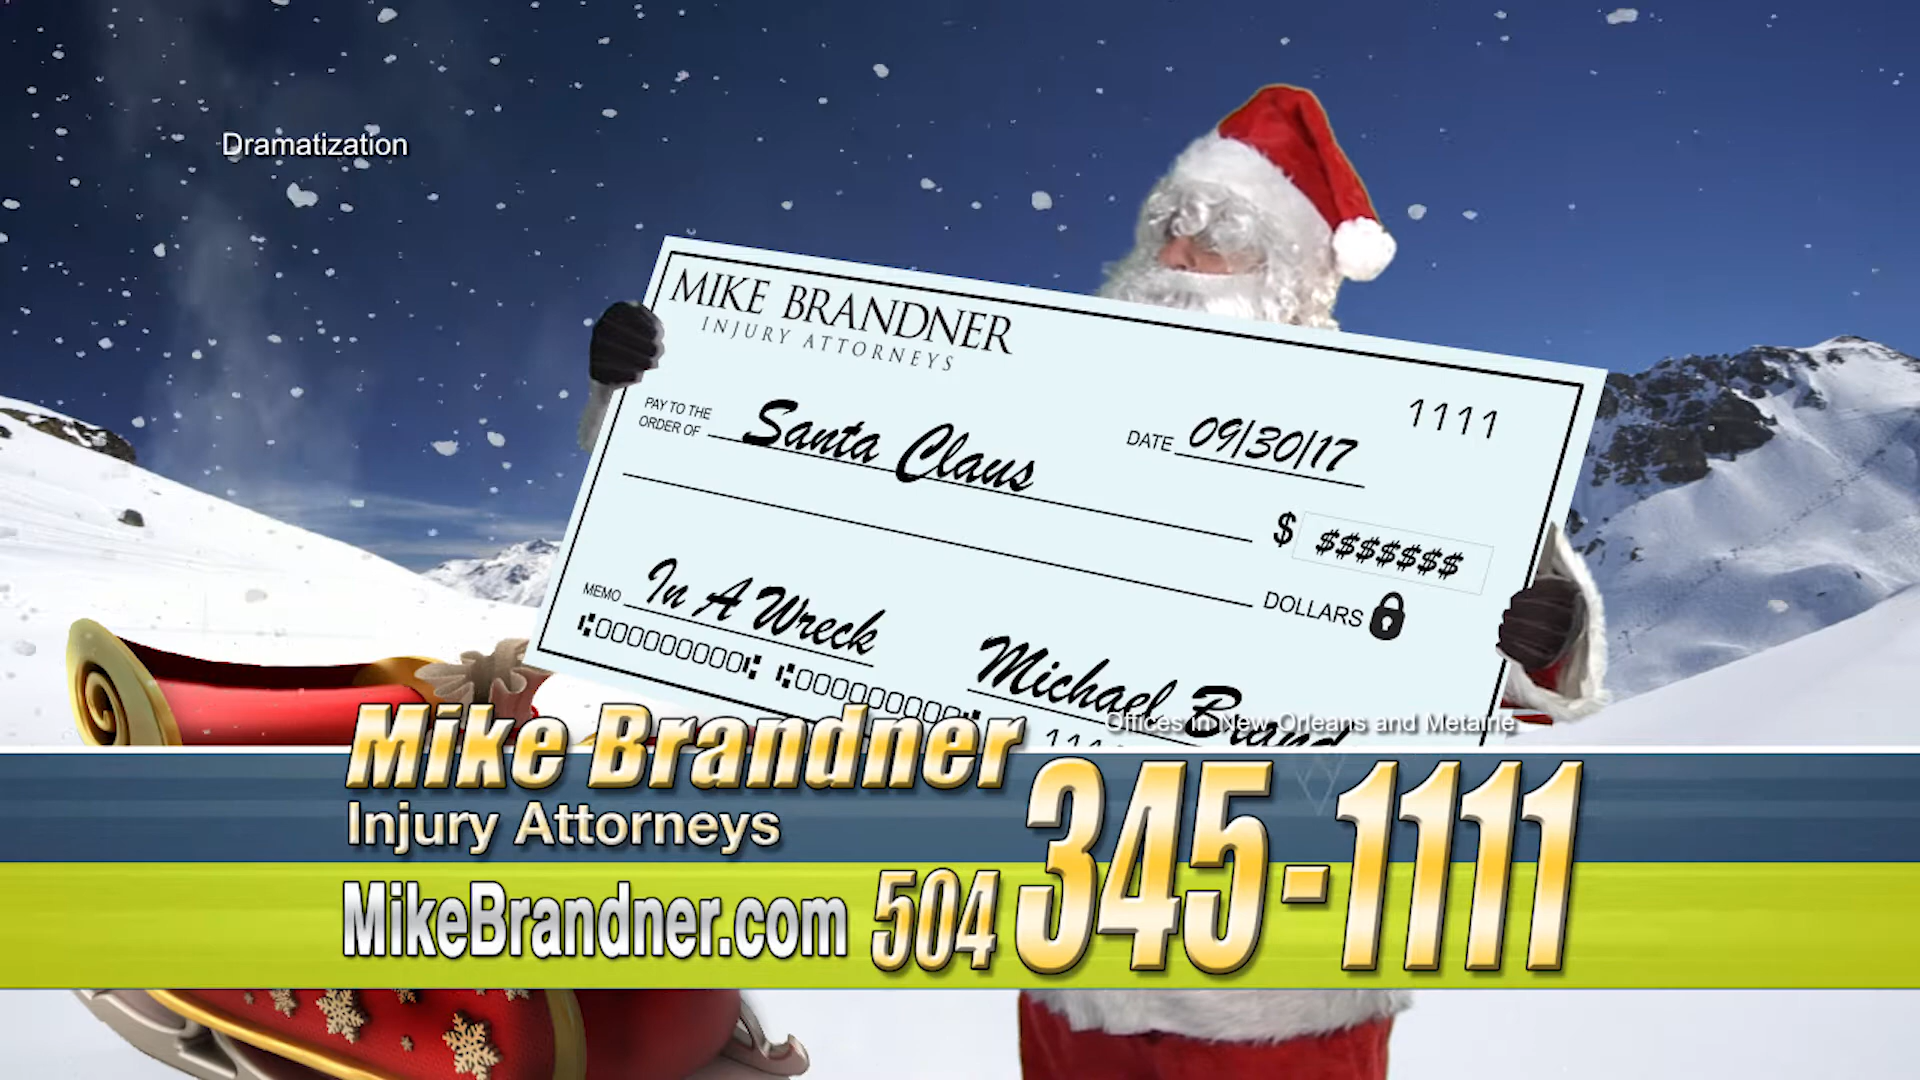 Dramatization
MIKE BRANDNER
INJURY ATTORNEYS
1111
PAY TO THE
ORDER OF
Santa Claus
DATE 09/30/17
$ $$$$$$$
DOLLARS
MEMO In A Wreck
Michael
Offices in New Orleans and Metairie
Mike Brandner
Injury Attorneys
MikeBrandner.com
504 345-1111